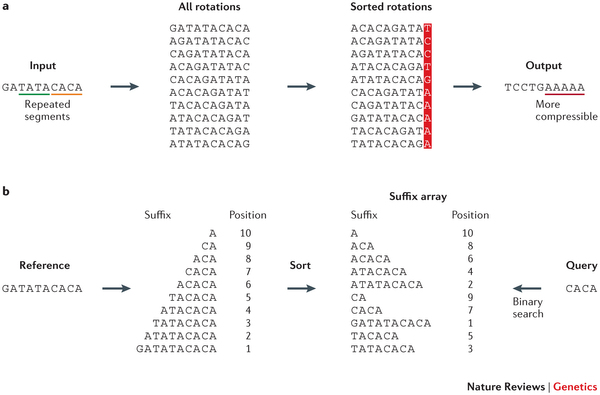 a
All rotations
Sorted rotations
Input
GATATACACA
Repeated
segments
GATATACACA
AGATATACAC
CAGATATACA
ACAGATATAC
CACAGATATA
ACACAGATAT
TACACAGATA
ATACACAGAT
TATACACAGA
ATATACACAG
ACACAGATAT
ACAGATATAC
AGATATACAC
ATACACAGAT
ATATACACAG
CACAGATATA
CAGATATACA
GATATACACA
TACACAGATA
TATACACAGA
Output
TCCTGAAAAA
More
compressible
b
Suffix array
Reference
GATATACACA
Suffix Position
A 10
CA 9
ACA 8
CACA 7
ACACA 6
TACACA 5
ATACACA 4
TATACACA 3
ATATACACA 2
GATATACACA 1
Sort
Suffix Position
A 10
ACA 8
ACACA 6
ATACACA 4
ATATACACA 2
CA 9
CACA 7
GATATACACA 1
TACACA 5
TATACACA 3
Query
CACA
Binary
search
Nature Reviews | Genetics